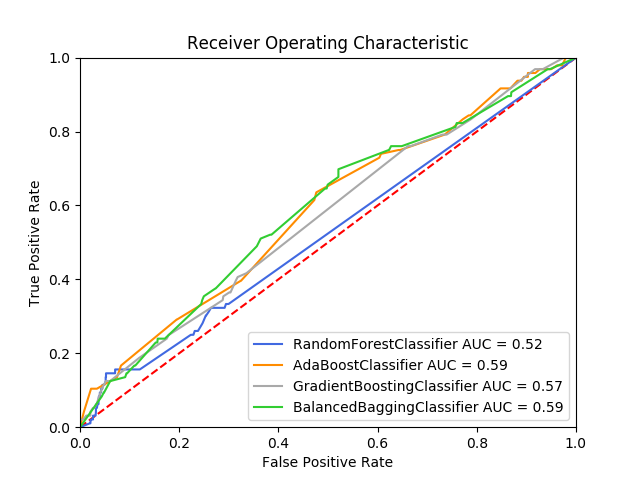 Receiver Operating Characteristic
1.0
0.8
0.6
0.4
0.2
0.0
True Positive Rate
RandomForestClassifier AUC = 0.52
AdaBoostClassifier AUC = 0.59
GradientBoostingClassifier AUC = 0.57
BalancedBaggingClassifier AUC = 0.59
0.0 0.2 0.4 0.6 0.8 1.0
False Positive Rate